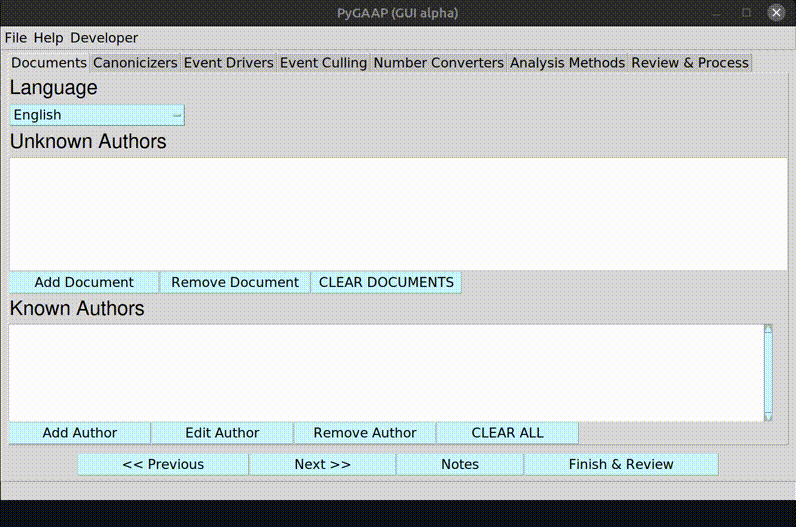 PyGAAP (GUI alpha)
File Help Developer
Documents Canonicizers Event Drivers Event Culling Number Converters Analysis Methods Review & Process
Language
English
Unknown Authors
Add Document Remove Document CLEAR DOCUMENTS
Known Authors
Add Author Edit Author Remove Author CLEAR ALL
<< Previous Next >> Notes Finish & Review